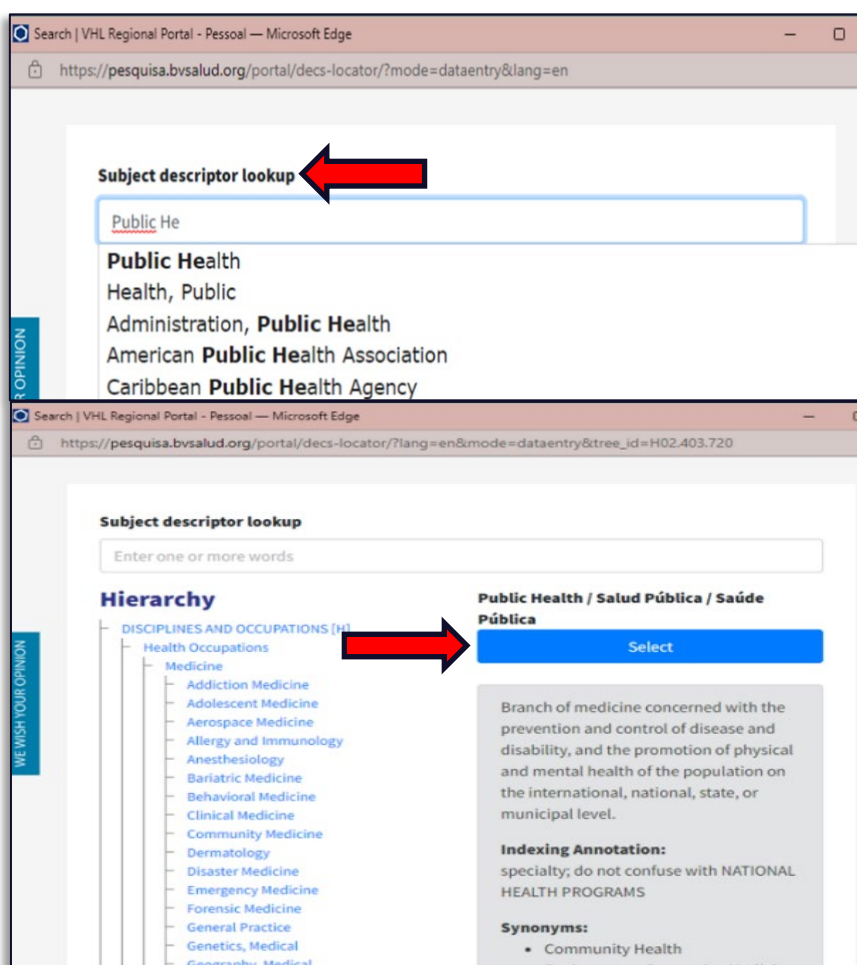 Search | VHL Regional Portal - Pessoal — Microsoft Edge
https://pesquisa.bvsalud.org/portal/decs-locator/?mode=dataentry&lang=en
Subject descriptor lookup
Public He
Public Health
Health, Public
Administration, Public Health
American Public Health Association
Caribbean Public Health Agency
R OPINION
Search | VHL Regional Portal - Pessoal — Microsoft Edge
https://pesquisa.bvsalud.org/portal/decs-locator/?lang=en&mode=dataentry&tree_id=H02.403.720
Subject descriptor lookup
Enter one or more words
WE WISH YOUR OPINION
Hierarchy
DISCIPLINES AND OCCUPATIONS [H]
Health Occupations
Medicine
Addiction Medicine
Adolescent Medicine
Aerospace Medicine
Allergy and Immunology
Anesthesiology
Bariatric Medicine
Behavioral Medicine
Clinical Medicine
Community Medicine
Dermatology
Disaster Medicine
Emergency Medicine
Forensic Medicine
General Practice
Genetics, Medical
Geography, Medical
Public Health / Salud Pública / Saúde
Pública
Select
Branch of medicine concerned with the
prevention and control of disease and
disability, and the promotion of physical
and mental health of the population on
the international, national, state, or
municipal level.
Indexing Annotation:
specialty; do not confuse with NATIONAL
HEALTH PROGRAMS
Synonyms:
• Community Health